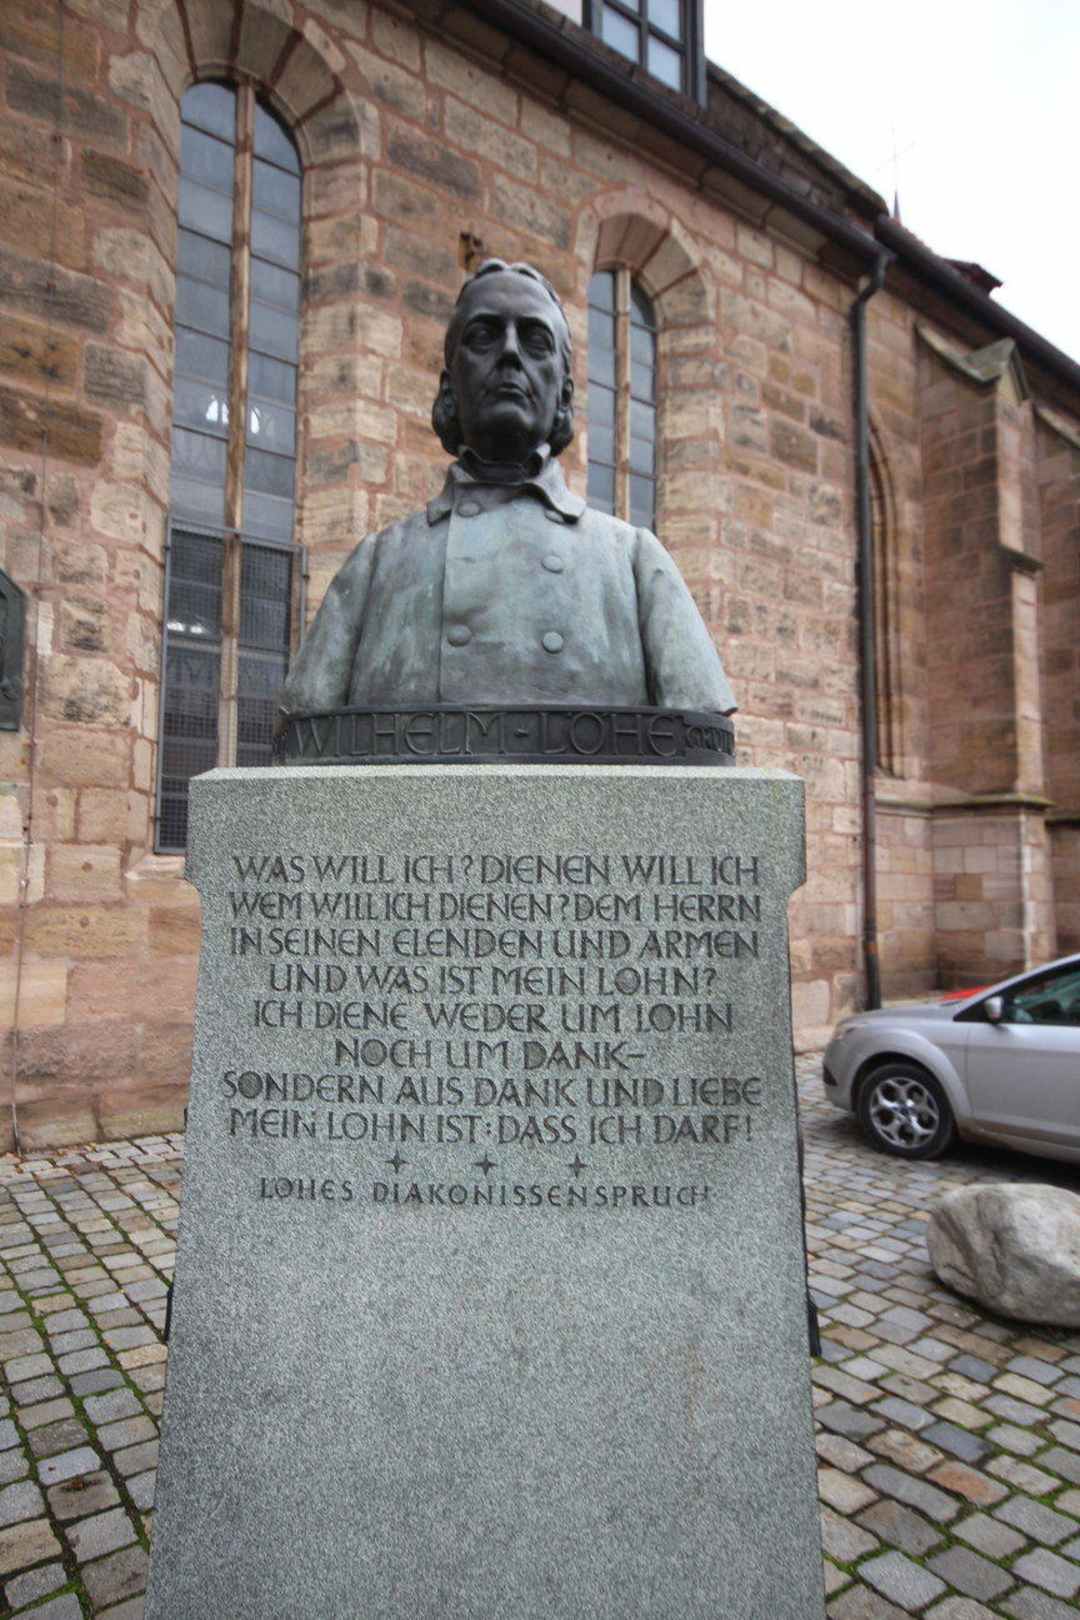 WILHELM-LÖHE
WAS WILL ICH? DIENEN WILL ICH
WEM WILL ICH DIENEN? DEM HERRN
IN SEINEN ELENDEN UND ARMEN
UND WAS IST MEIN LOHN?
ICH DIENE WEDER UM LOHN
NOCH UM DANK-
SONDERN AUS DANK UND LIEBE
MEIN LOHN IST: DASS ICH DARF!
LÖHES DIAKONISSENSPRUCH